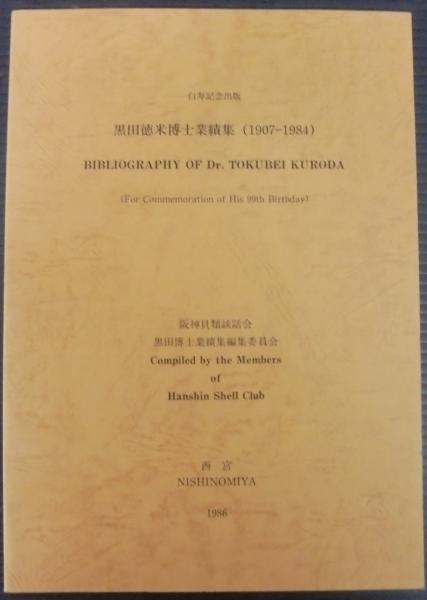 白寿記念出版
黒田徳米博士業績集 (1907-1984)
BIBLIOGRAPHY OF Dr. TOKUBEI KURODA
(For Commemoration of His 99th Birthday)
阪神貝類談話会
黒田博士業績集編集委員会
Compiled by the Members
of
Hanshin Shell Club
西 宮
NISHINOMIYA
1986